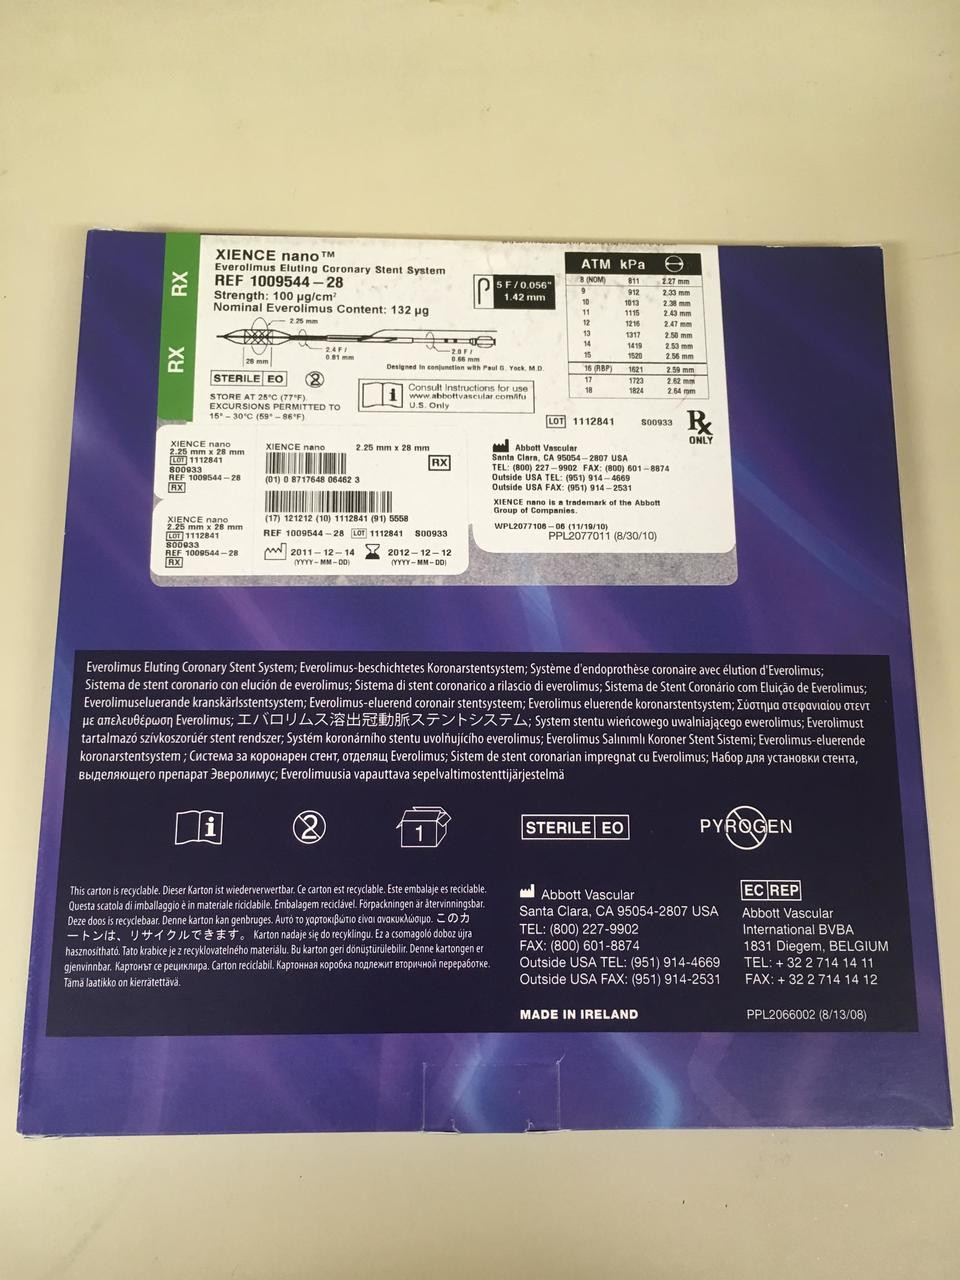 RX
RX
XIENCE nano™
Everolimus Eluting Coronary Stent System
REF 1009544-28
Strength: 100 µg/cm²
Nominal Everolimus Content: 132 µg
2.25 mm
28 mm
2.4 F /
0.81 mm
2.0 F /
0.66 mm
Designed in conjunction with Paul G. Yock, M.D.
5 F / 0.056"
1.42 mm
STERILE EO
2
STORE AT 25°C (77°F)
EXCURSIONS PERMITTED TO
15° - 30°C (59° - 86°F)
i
Consult Instructions for use
www.abbottvascular.com/ifu
U.S. Only
ATM kPa
8 (NOM) 811 2.27 mm
9 912 2.33 mm
10 1013 2.38 mm
11 1115 2.43 mm
12 1216 2.47 mm
13 1317 2.50 mm
14 1419 2.53 mm
15 1520 2.56 mm
16 (RBP) 1621 2.59 mm
17 1723 2.62 mm
18 1824 2.64 mm
LOT 1112841 S00933
Rx
ONLY
XIENCE nano
2.25 mm x 28 mm
LOT 1112841
S00933
REF 1009544-28
RX
XIENCE nano
2.25 mm x 28 mm
LOT 1112841
S00933
REF 1009544-28
RX
XIENCE nano 2.25 mm x 28 mm
RX
(01) 0 8717648 06462 3
(17) 121212 (10) 1112841 (91) 5558
REF 1009544-28 LOT 1112841 S00933
2011-12-14 2012-12-12
(YYYY-MM-DD) (YYYY-MM-DD)
Abbott Vascular
Santa Clara, CA 95054-2807 USA
TEL: (800) 227-9902 FAX: (800) 601-8874
Outside USA TEL: (951) 914-4669
Outside USA FAX: (951) 914-2531
XIENCE nano is a trademark of the Abbott
Group of Companies.
WPL2077106-06 (11/19/10)
PPL2077011 (8/30/10)
Everolimus Eluting Coronary Stent System; Everolimus-beschichtetes Koronarstentsystem; Système d'endoprothèse coronaire avec élution d'Everolimus;
Sistema de stent coronario con elución de everolimus; Sistema di stent coronarico a rilascio di everolimus; Sistema de Stent Coronário com Eluição de Everolimus;
Everolimuseluerande kranskärlsstentsystem; Everolimus-eluerend coronair stentsysteem; Everolimus eluerende koronarstentsystem; Σύστημα στεφανιαίου στεντ
με απελευθέρωση Everolimus; エバロリムス溶出冠動脈ステントシステム; System stentu wieńcowego uwalniającego ewerolimus; Everolimust
tartalmazó szívkoszorúér stent rendszer; Systém koronárního stentu uvolňujícího everolimus; Everolimus Salınımlı Koroner Stent Sistemi; Everolimus-eluerende
koronarstentsystem ; Система за коронарен стент, отделящ Everolimus; Sistem de stent coronarian impregnat cu Everolimus; Набор для установки стента,
выделяющего препарат Эверолимус; Everolimuusia vapauttava sepelvaltimostenttijärjestelmä
i
2
1
STERILE EO
PYROGEN
This carton is recyclable. Dieser Karton ist wiederverwertbar. Ce carton est recyclable. Este embalaje es reciclable.
Questa scatola di imballaggio è in materiale riciclabile. Embalagem reciclável. Förpackningen är återvinningsbar.
Deze doos is recyclebaar. Denne kartong kan genbruges. Αυτό το χαρτοκιβώτιο είναι ανακυκλώσιμο. このカ
ートンは、リサイクルできます。 Karton nadaje się do recyklingu. Ez a csomagoló doboz újra
hasznosítható. Tato krabice je z recyklovatelného materiálu. Bu karton geri dönüştürülebilir. Denne kartongen er
gjenvinnbar. Картонът се рециклира. Carton reciclabil. Картонная коробка подлежит вторичной переработке.
Tämä laatikko on kierrätettävä.
Abbott Vascular
Santa Clara, CA 95054-2807 USA
TEL: (800) 227-9902
FAX: (800) 601-8874
Outside USA TEL: (951) 914-4669
Outside USA FAX: (951) 914-2531
MADE IN IRELAND
EC REP
Abbott Vascular
International BVBA
1831 Diegem, BELGIUM
TEL: + 32 2 714 14 11
FAX: + 32 2 714 14 12
PPL2066002 (8/13/08)